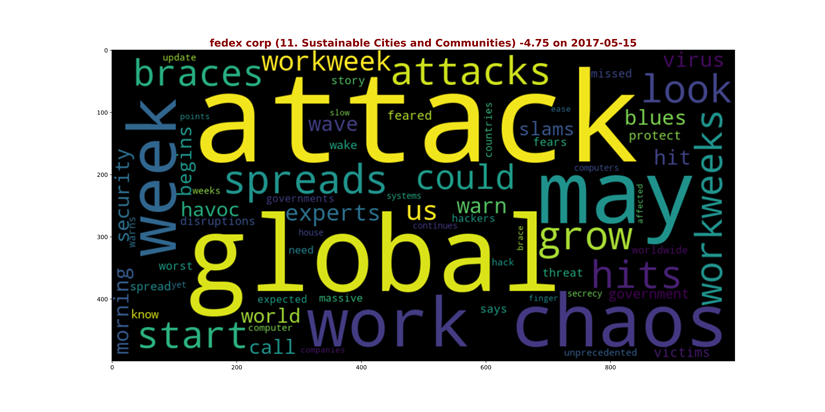 fedex corp (11. Sustainable Cities and Communities) -4.75 on 2017-05-15
0
100
200
300
400
0
200
400
600
800
update
workweek
braces
story
attacks
missed
virus
look
attack
week
points
begins
slow
wave
feared
wake
countries
slams
fears
ease
blues
protect
hit
computers
workweeks
security
warns
weeks
spreads
could
governments
systems
may
affected
havoc
disruptions
experts
us
warn
hackers
continues
house
global
brace
grow
worldwide
need
hack
worst
threat
hits
morning
spread
yet
expected
massive
finger
secrecy
government
know
world
says
work
chaos
start
computer
call
companies
unprecedented
victims